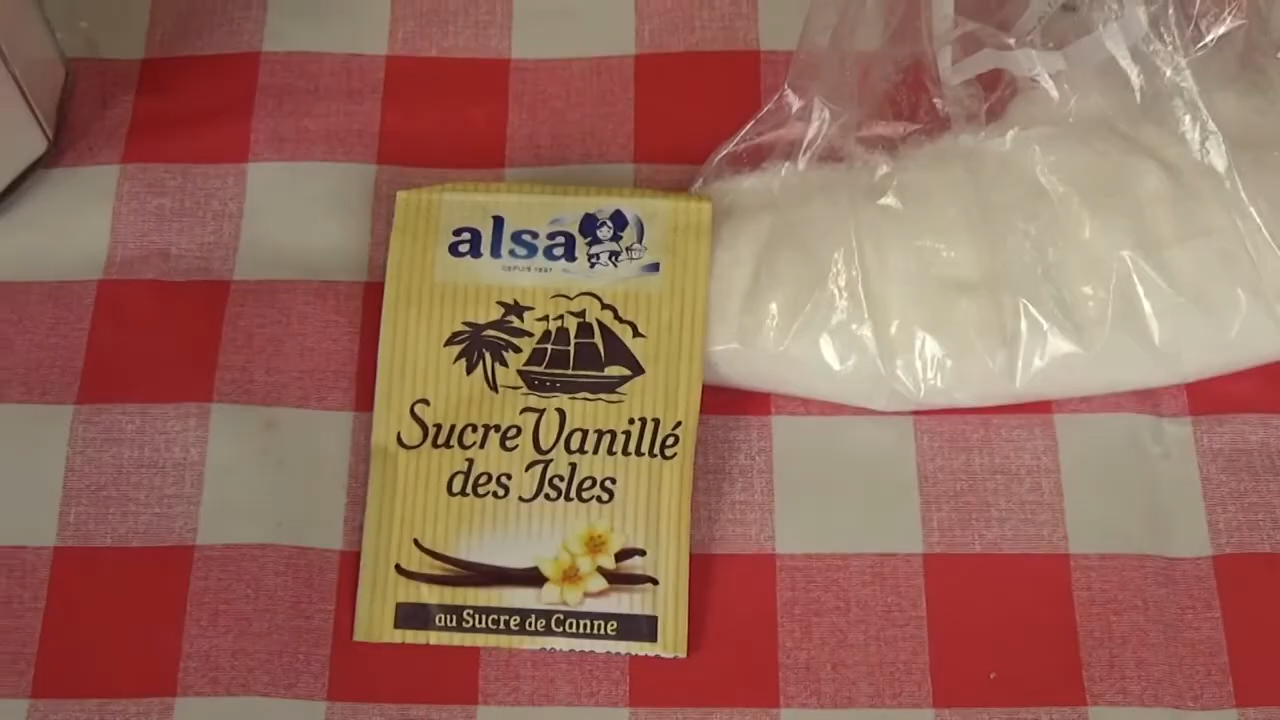 alsa
DEPUIS 1897
Sucre Vanillé
des Isles
au Sucre de Canne